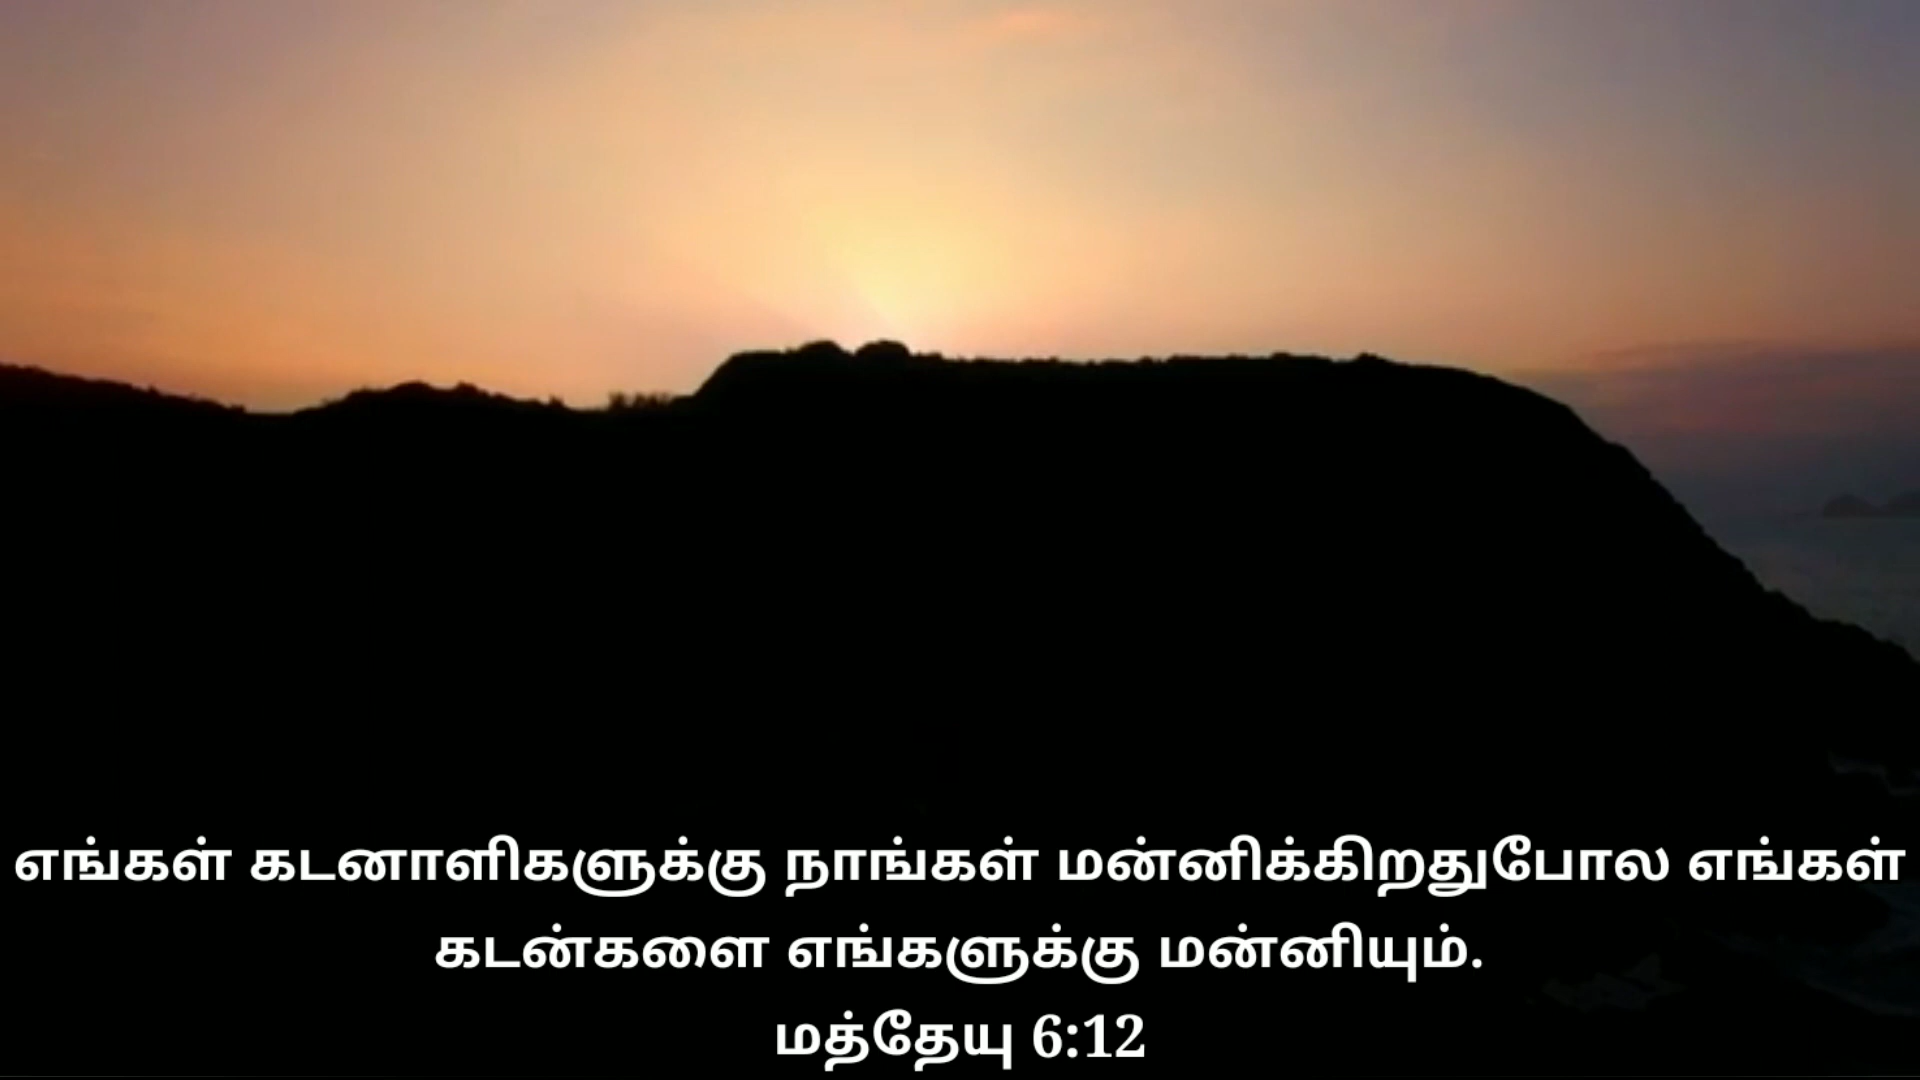 எங்கள் கடனாளிகளுக்கு நாங்கள் மன்னிக்கிறதுபோல எங்கள்
கடன்களை எங்களுக்கு மன்னியும்.
மத்தேயு 6:12